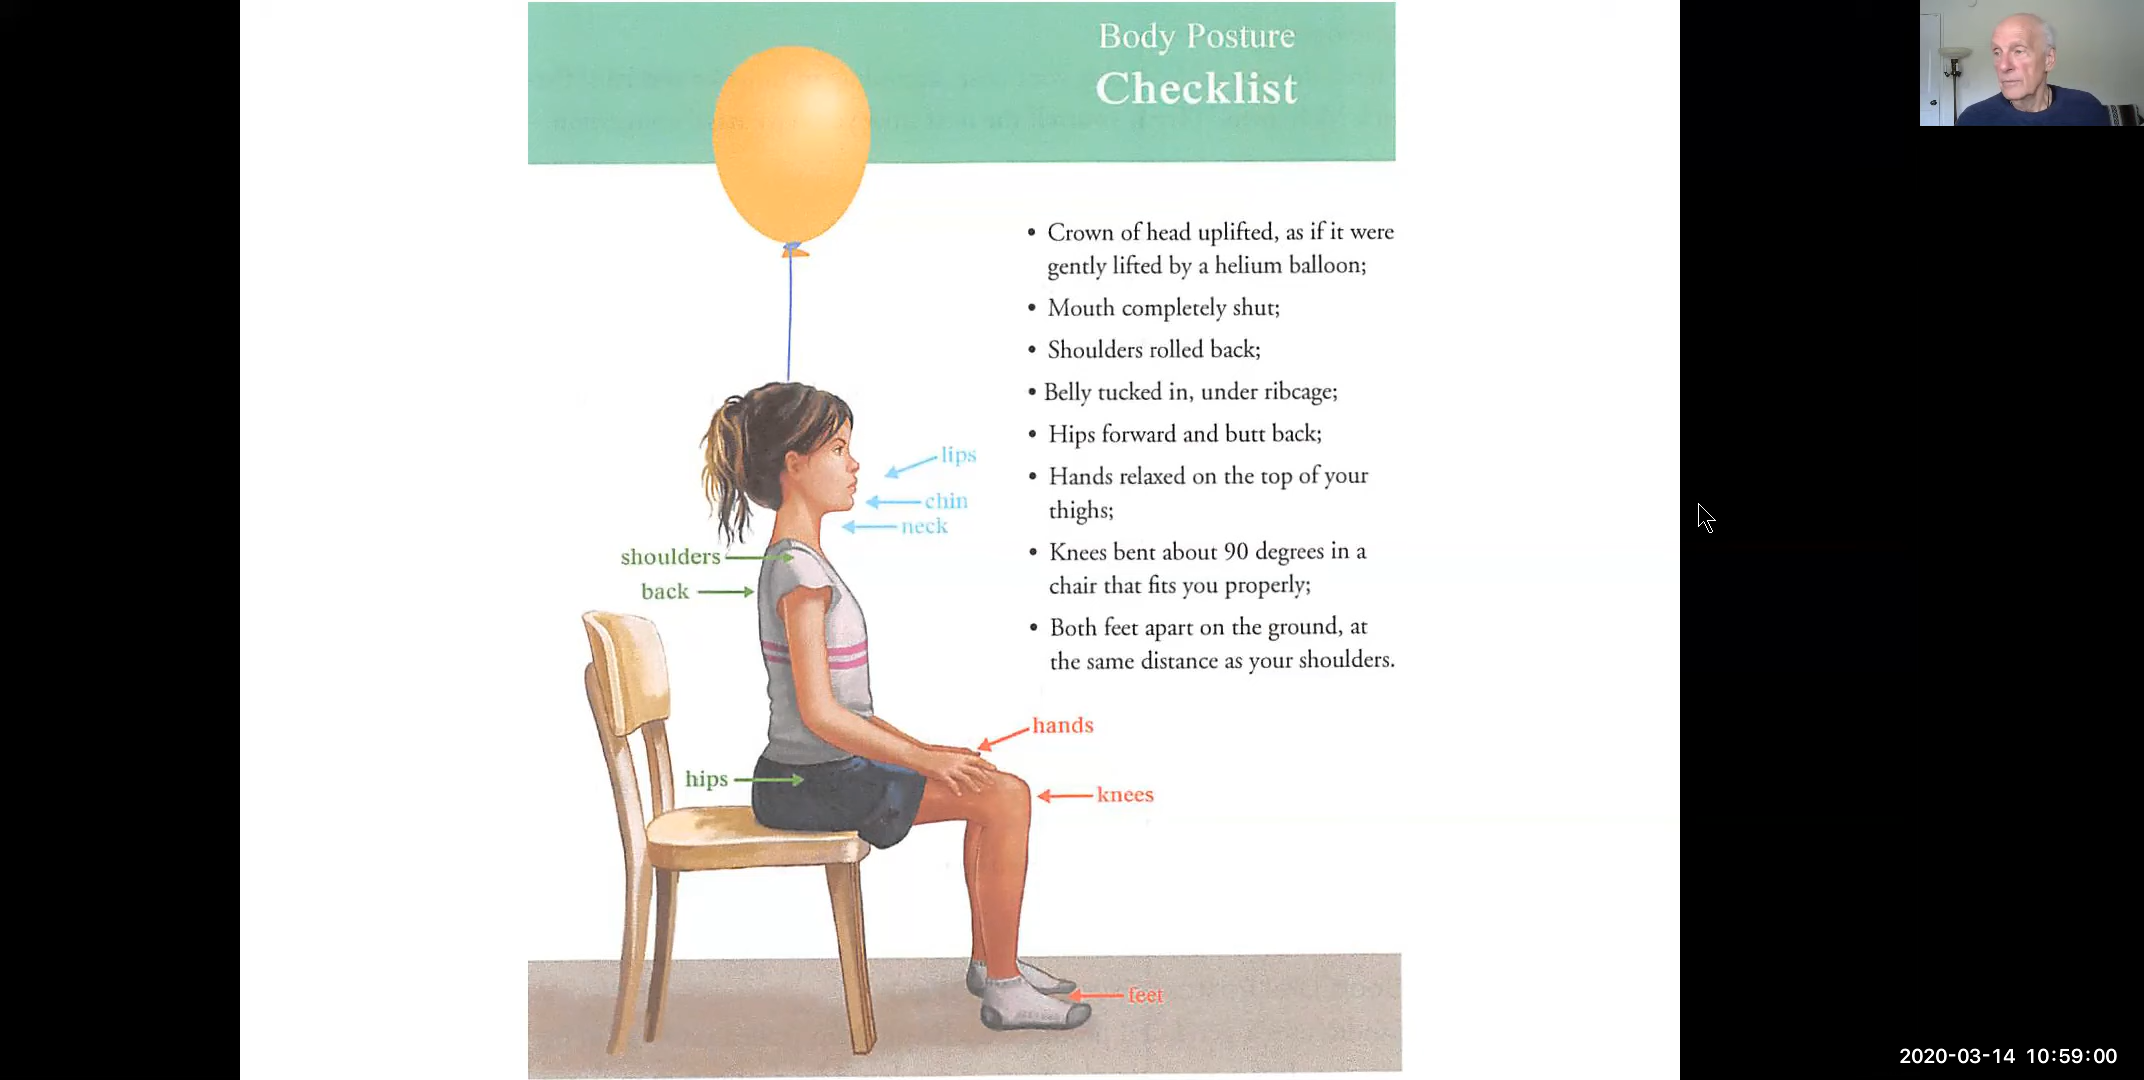 Body Posture
Checklist
• Crown of head uplifted, as if it were
gently lifted by a helium balloon;
• Mouth completely shut;
• Shoulders rolled back;
• Belly tucked in, under ribcage;
• Hips forward and butt back;
• Hands relaxed on the top of your
thighs;
• Knees bent about 90 degrees in a
chair that fits you properly;
• Both feet apart on the ground, at
the same distance as your shoulders.
lips
chin
neck
shoulders
back
hands
hips
knees
feet
2020-03-14 10:59:00